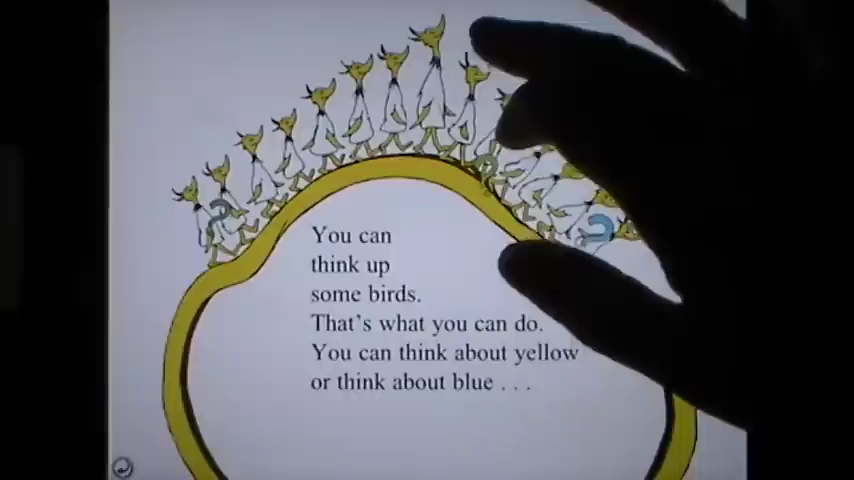 You can
think up
some birds.
That's what you can do.
You can think about yellow
or think about blue . . .